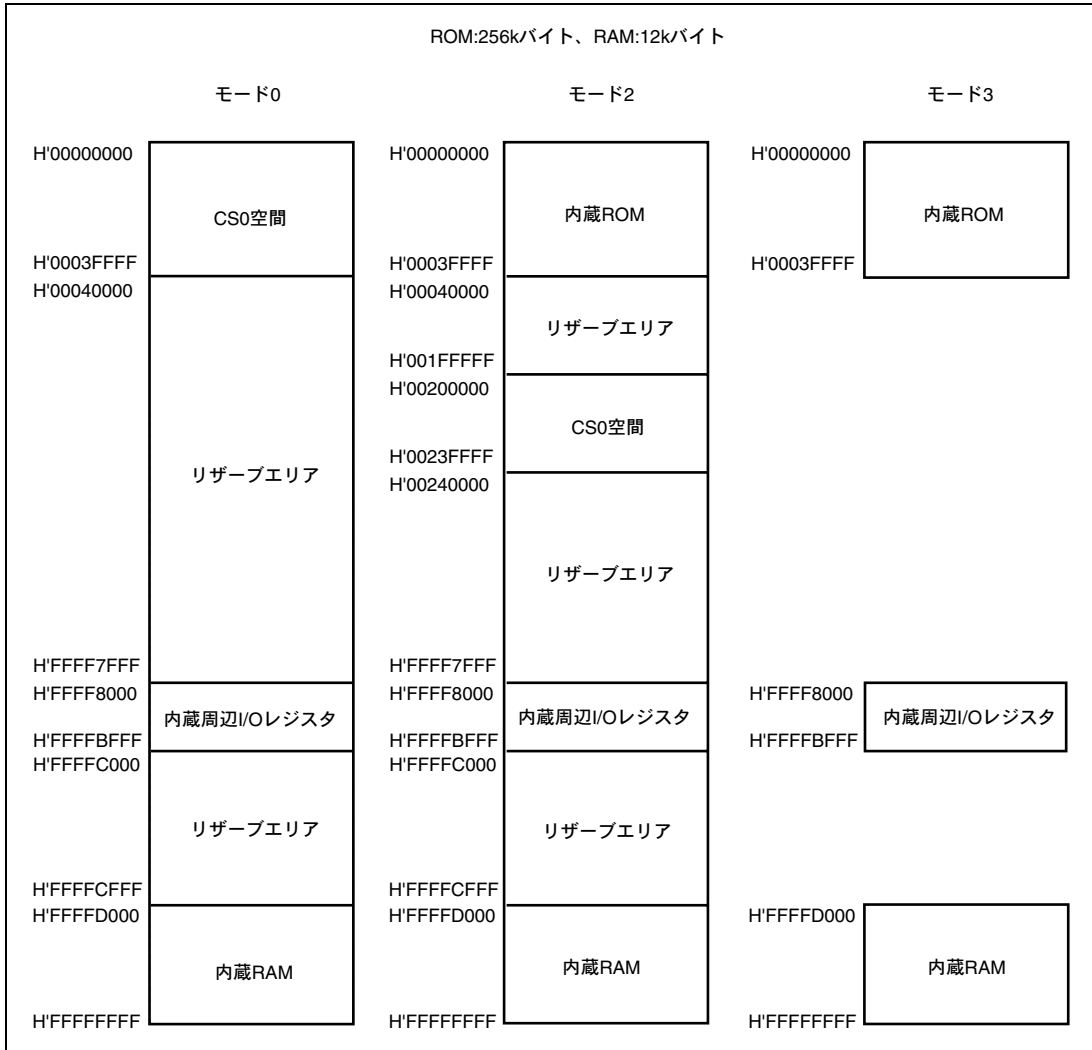 ROM:256kバイト、RAM:12kバイト
モード0
モード2
モード3
H'00000000
CS0空間
H'0003FFFF
H'00040000
リザーブエリア
H'FFFF7FFF
H'FFFF8000
内蔵周辺I/Oレジスタ
H'FFFFBFFF
H'FFFFC000
リザーブエリア
H'FFFFCFFF
H'FFFFD000
内蔵RAM
H'FFFFFFFF
H'00000000
内蔵ROM
H'0003FFFF
H'00040000
リザーブエリア
H'001FFFFF
H'00200000
CS0空間
H'0023FFFF
H'00240000
リザーブエリア
H'FFFF7FFF
H'FFFF8000
内蔵周辺I/Oレジスタ
H'FFFFBFFF
H'FFFFC000
リザーブエリア
H'FFFFCFFF
H'FFFFD000
内蔵RAM
H'FFFFFFFF
H'00000000
内蔵ROM
H'0003FFFF
H'FFFF8000
内蔵周辺I/Oレジスタ
H'FFFFBFFF
H'FFFFD000
内蔵RAM
H'FFFFFFFF